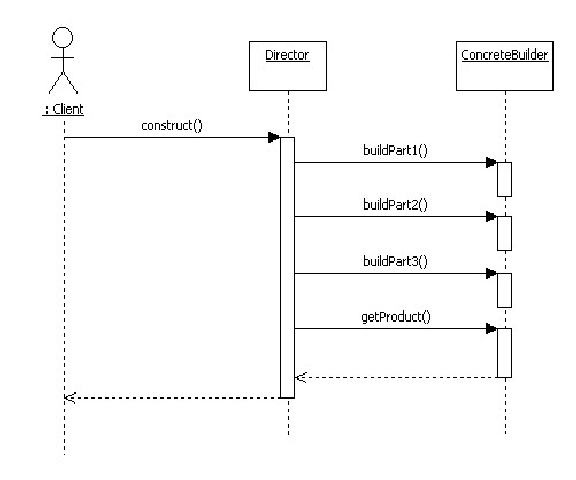 Director
ConcreteBuilder
: Client
construct()
buildPart1()
buildPart2()
buildPart3()
getProduct()